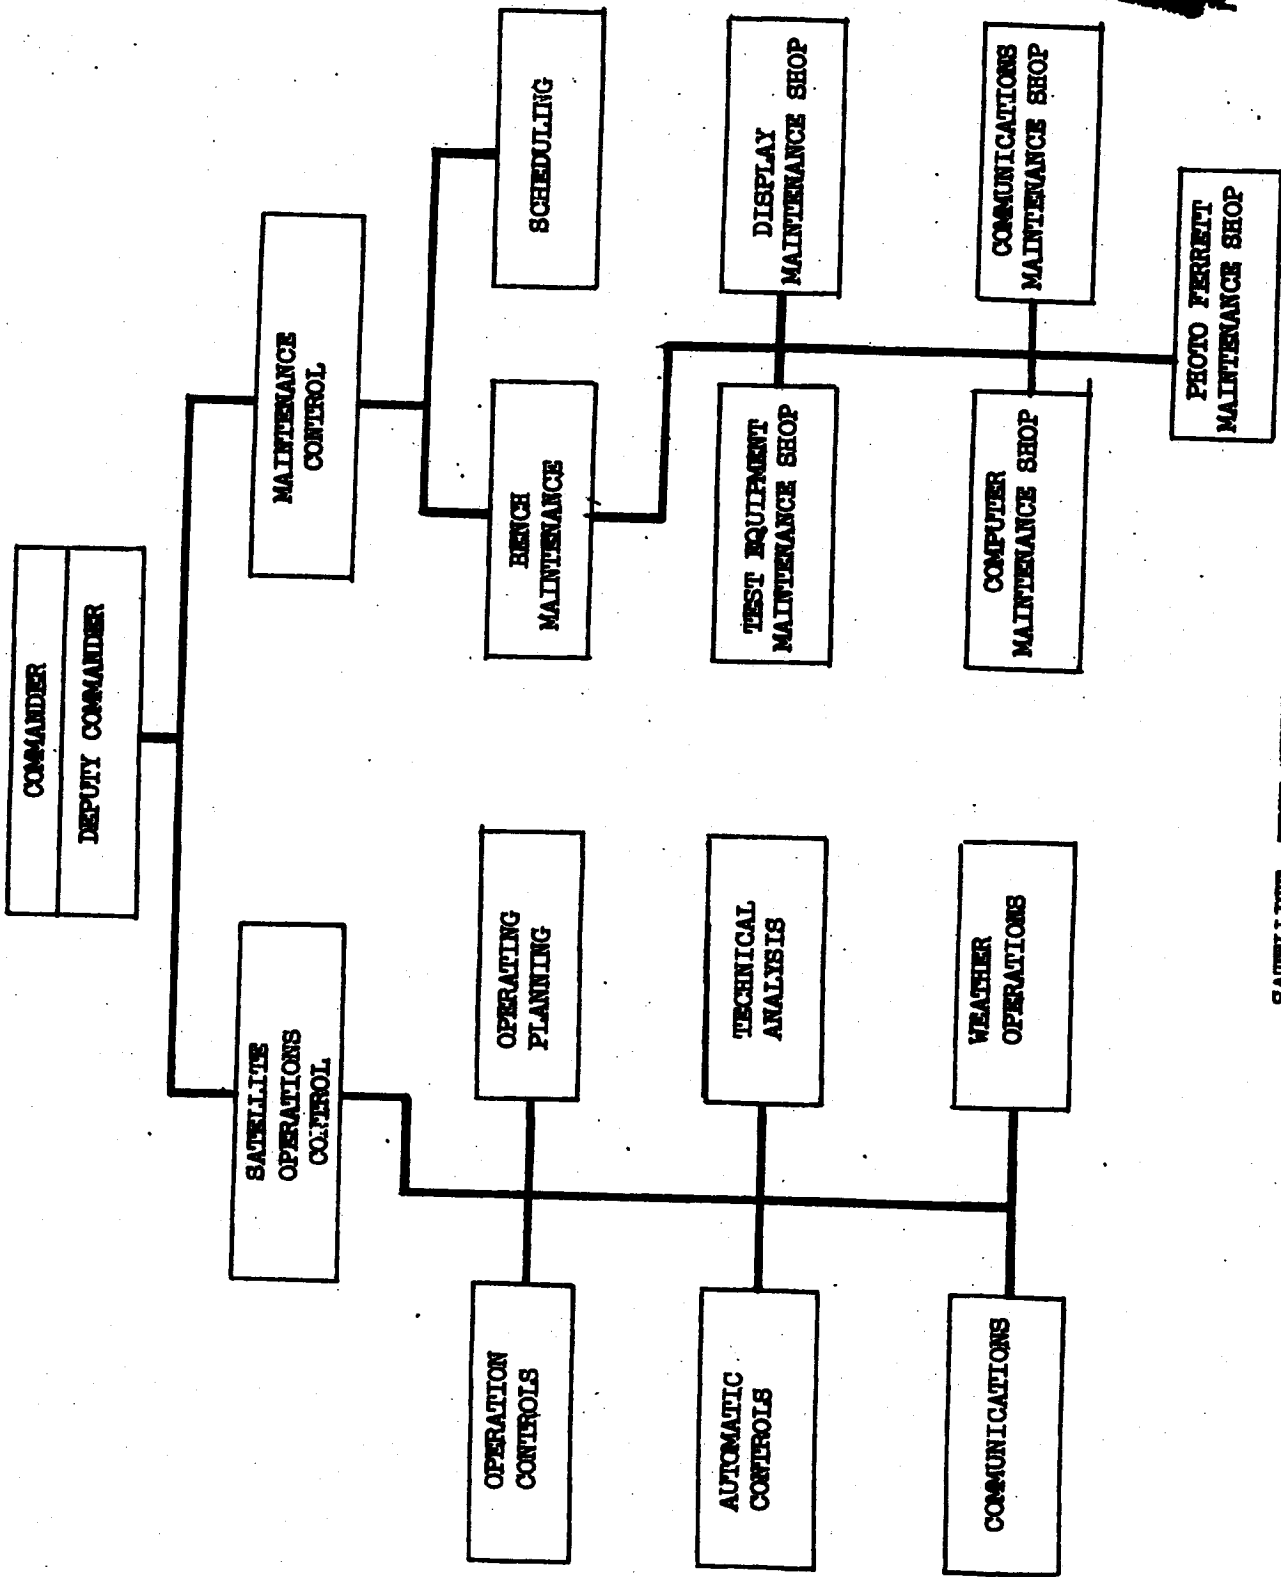 COMMANDER
DEPUTY COMMANDER
SATELLITE
OPERATIONS
CONTROL
MAINTENANCE
CONTROL
OPERATION
CONTROLS
OPERATING
PLANNING
BENCH
MAINTENANCE
SCHEDULING
AUTOMATIC
CONTROLS
TECHNICAL
ANALYSIS
TEST EQUIPMENT
MAINTENANCE SHOP
DISPLAY
MAINTENANCE SHOP
COMMUNICATIONS
WEATHER
OPERATIONS
COMPUTER
MAINTENANCE SHOP
COMMUNICATIONS
MAINTENANCE SHOP
PHOTO FERRETT
MAINTENANCE SHOP
SATELLITE